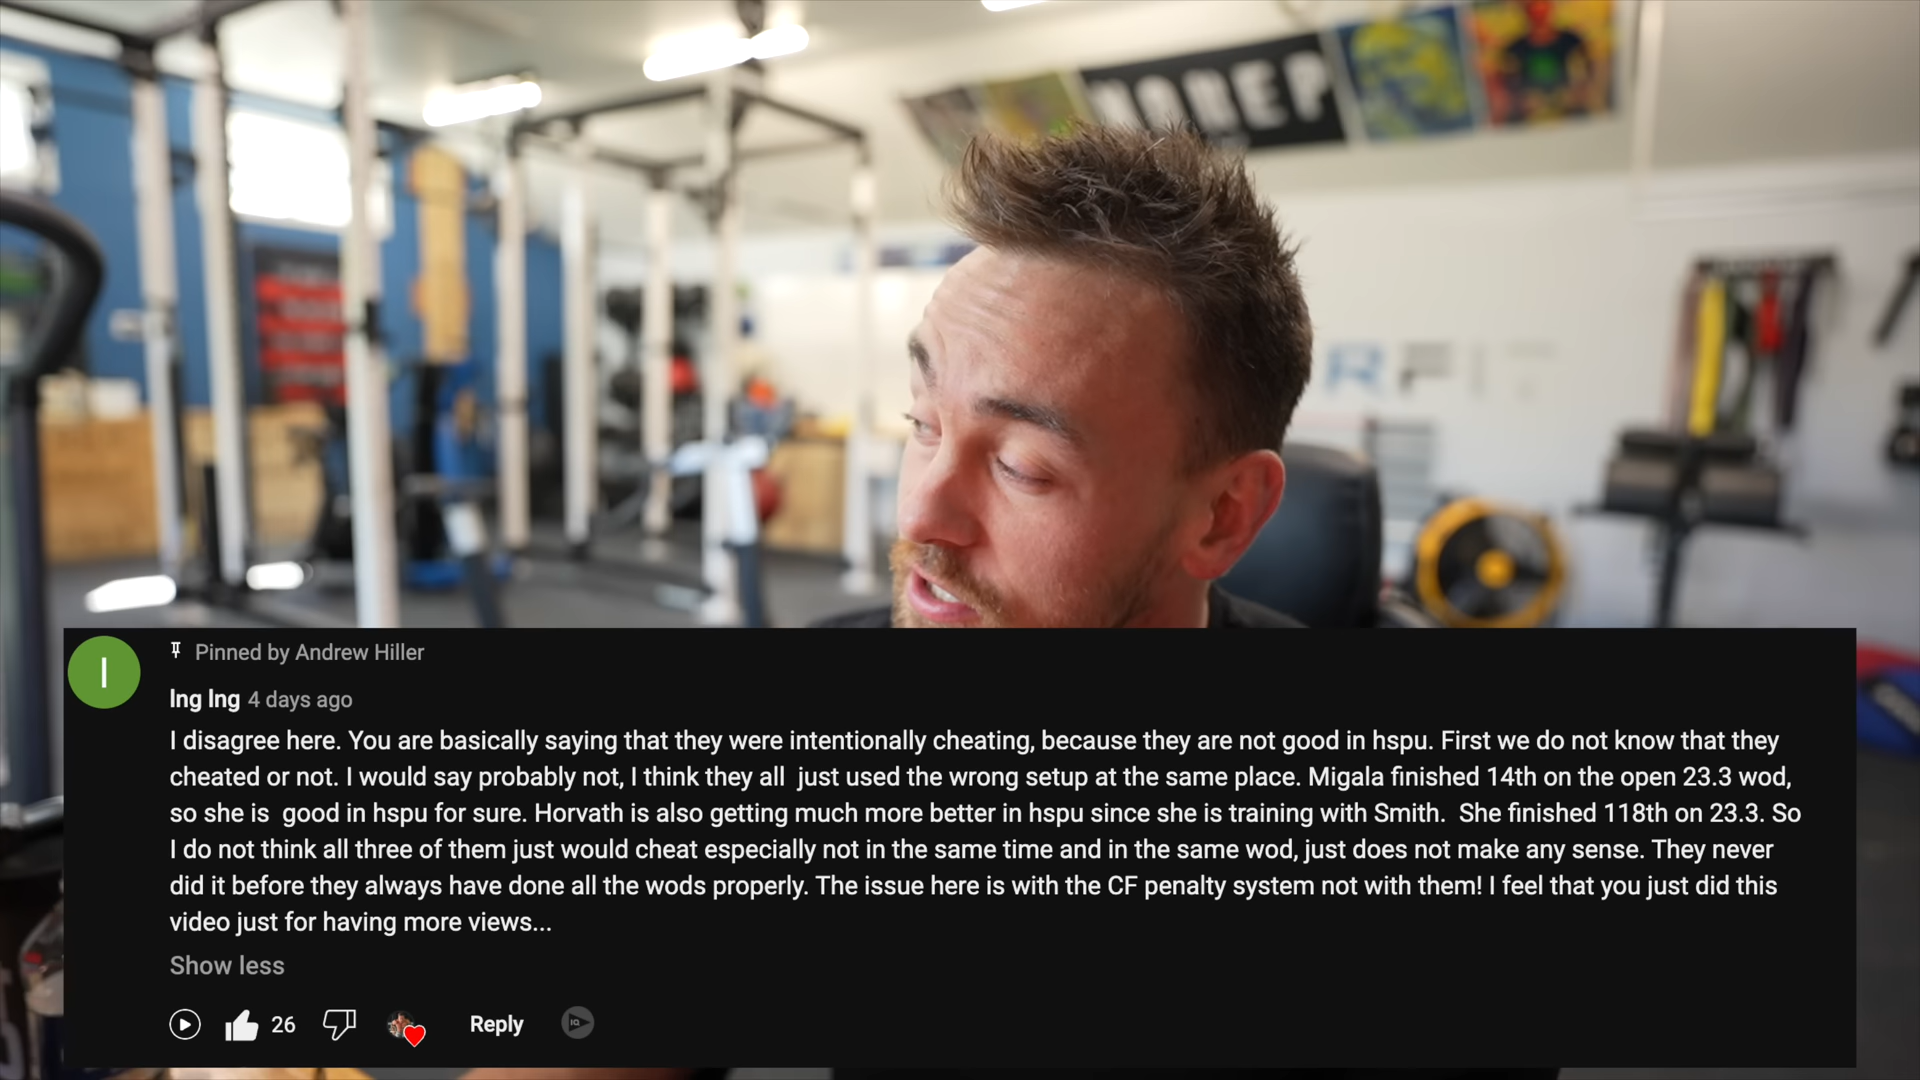 NOREP
R F I T
I
Pinned by Andrew Hiller
Ing Ing 4 days ago
I disagree here. You are basically saying that they were intentionally cheating, because they are not good in hspu. First we do not know that they
cheated or not. I would say probably not, I think they all  just used the wrong setup at the same place. Migala finished 14th on the open 23.3 wod,
so she is  good in hspu for sure. Horvath is also getting much more better in hspu since she is training with Smith.  She finished 118th on 23.3. So
I do not think all three of them just would cheat especially not in the same time and in the same wod, just does not make any sense. They never
did it before they always have done all the wods properly. The issue here is with the CF penalty system not with them! I feel that you just did this
video just for having more views...
Show less
26
Reply
IQ